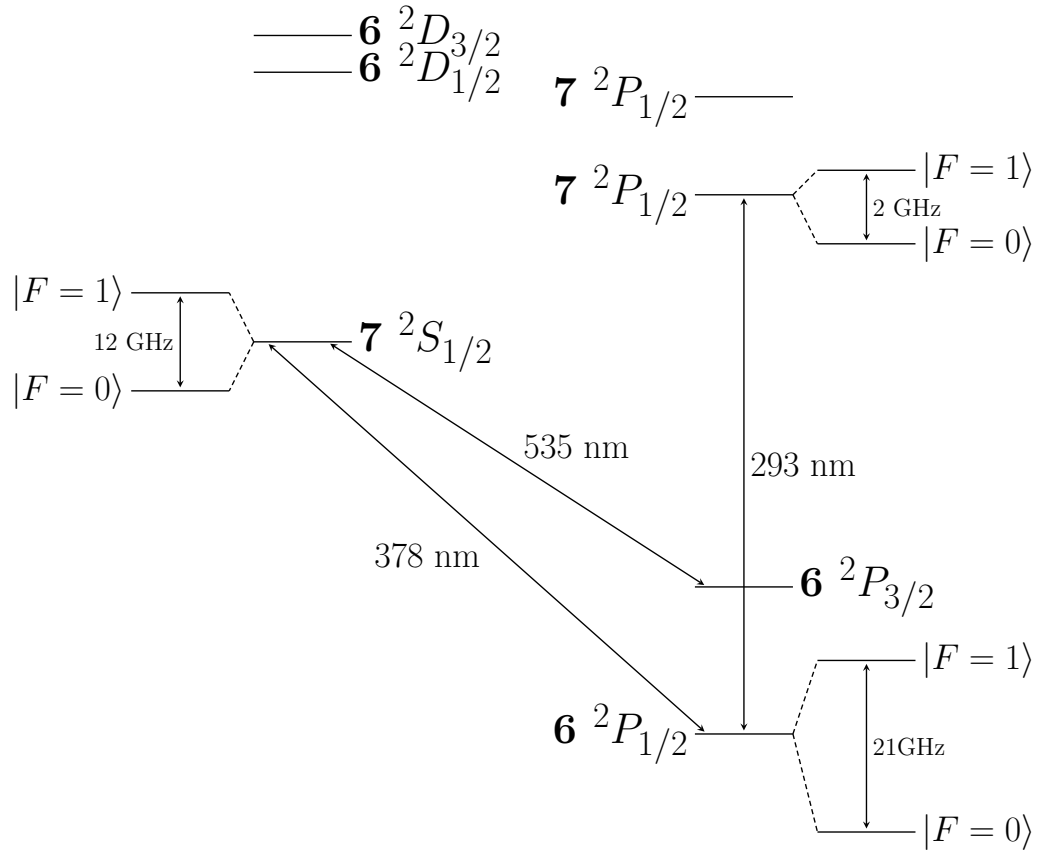 6 ²D3/2
6 ²D1/2
7 ²P1/2
|F = 1⟩
7 ²P1/2
2 GHz
|F = 0⟩
|F = 1⟩
12 GHz
7 ²S1/2
|F = 0⟩
535 nm
293 nm
378 nm
6 ²P3/2
|F = 1⟩
6 ²P1/2
21GHz
|F = 0⟩